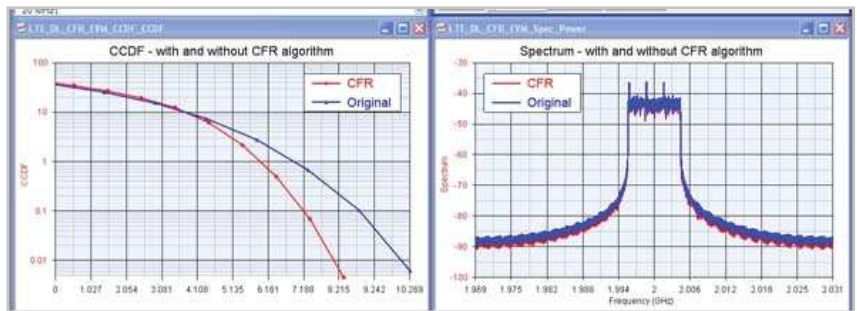 20 MHz)
LTE_DL_CFR_EVM_CCDF_CCDF
CCDF - with and without CFR algorithm
100
10
1
0.1
0.01
CCDF
CFR
Original
0 1.027 2.054 3.081 4.108 5.135 6.161 7.188 8.215 9.242 10.269
LTE_DL_CFR_EVM_Spec_Power
Spectrum - with and without CFR algorithm
-30
-40
-50
-60
-70
-80
-90
-100
Spectrum
CFR
Original
1.969 1.975 1.982 1.988 1.994 2 2.006 2.012 2.018 2.025 2.031
Frequency (GHz)